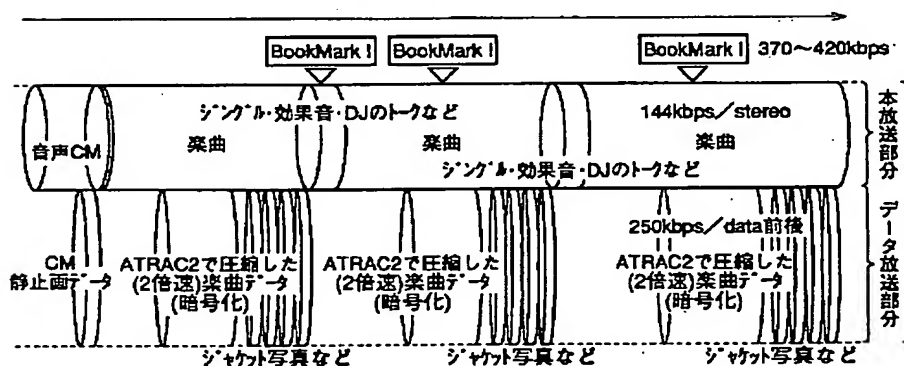 BookMark !
BookMark !
BookMark !
370～420kbps
ジングル・効果音・DJのトークなど
144kbps／stereo
音声CM
楽曲
楽曲
楽曲
ジングル・効果音・DJのトークなど
本放送部分
250kbps／data前後
CM
静止画データ
ATRAC2で圧縮した
(2倍速)楽曲データ
(暗号化)
ATRAC2で圧縮した
(2倍速)楽曲データ
(暗号化)
ATRAC2で圧縮した
(2倍速)楽曲データ
(暗号化)
データ放送部分
ジャケット写真など
ジャケット写真など
ジャケット写真など